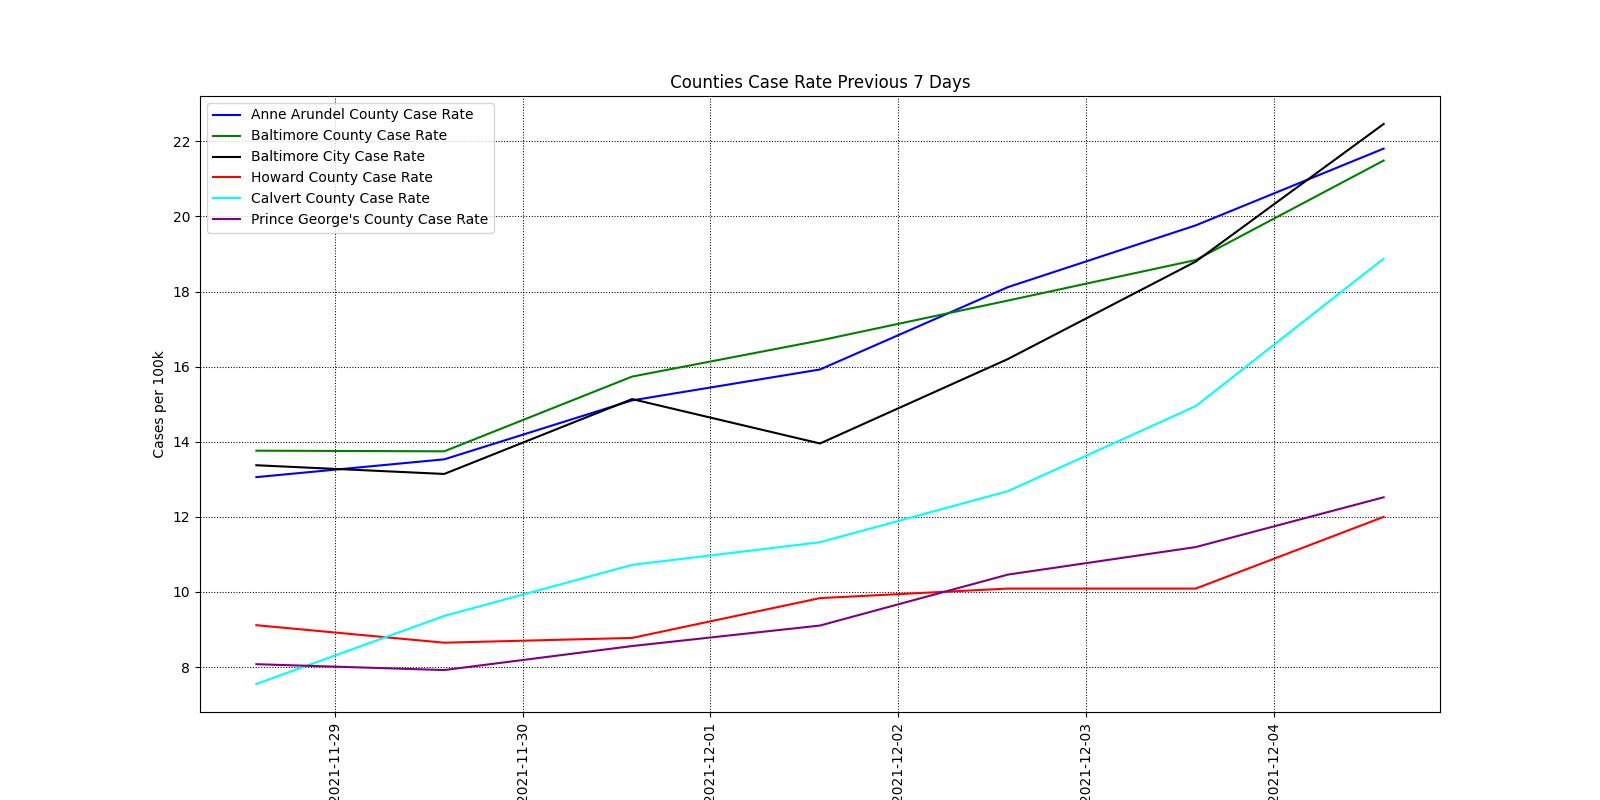 Counties Case Rate Previous 7 Days
Anne Arundel County Case Rate
Baltimore County Case Rate
Baltimore City Case Rate
Howard County Case Rate
Calvert County Case Rate
Prince George's County Case Rate
Cases per 100k
22
20
18
16
14
12
10
8
2021-11-29
2021-11-30
2021-12-01
2021-12-02
2021-12-03
2021-12-04